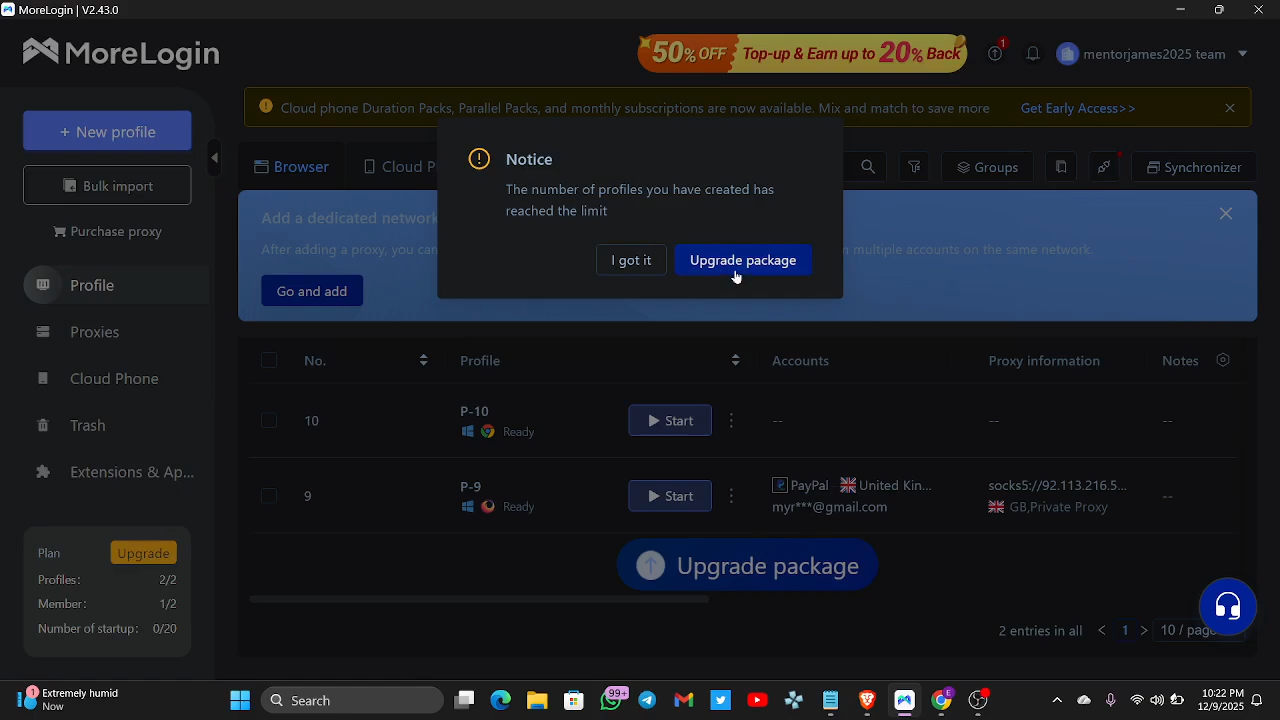 MoreLogin | V2.43.0
MoreLogin
50% OFF Top-up & Earn up to 20% Back
1
mentorjames2025 team
Cloud phone Duration Packs, Parallel Packs, and monthly subscriptions are now available. Mix and match to save more Get Early Access>>
+ New profile
Bulk import
Purchase proxy
Profile
Proxies
Cloud Phone
Trash
Extensions & Ap...
Plan Upgrade
Profiles: 2/2
Member: 1/2
Number of startup: 0/20
Browser
Cloud P
Groups
Synchronizer
Notice
The number of profiles you have created has
reached the limit
I got it
Upgrade package
Add a dedicated network
After adding a proxy, you can
multiple accounts on the same network.
Go and add
No. Profile Accounts Proxy information Notes
10 P-10 Start -- -- --
Ready
9 P-9 Start PayPal United Kin... socks5://92.113.216.5... --
Ready myr***@gmail.com GB,Private Proxy
Upgrade package
2 entries in all < 1 > 10 / page
1 Extremely humid
Now
Search
99+
E
10:22 PM
12/9/2025